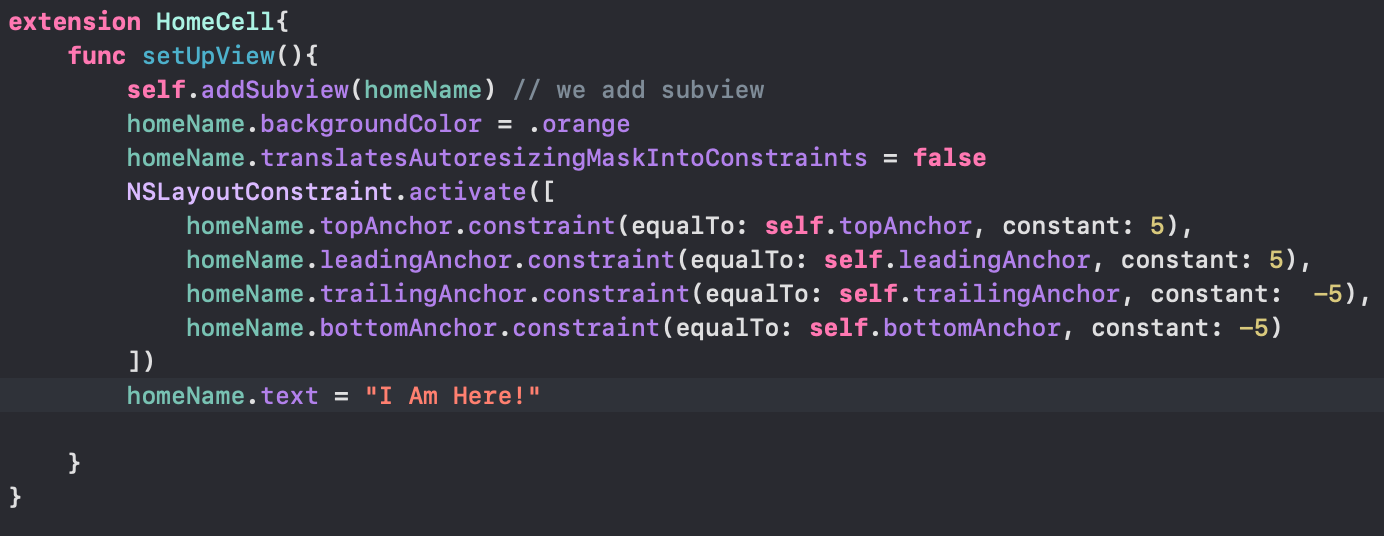 extension HomeCell{
    func setUpView(){
        self.addSubview(homeName) // we add subview
        homeName.backgroundColor = .orange
        homeName.translatesAutoresizingMaskIntoConstraints = false
        NSLayoutConstraint.activate([
            homeName.topAnchor.constraint(equalTo: self.topAnchor, constant: 5),
            homeName.leadingAnchor.constraint(equalTo: self.leadingAnchor, constant: 5),
            homeName.trailingAnchor.constraint(equalTo: self.trailingAnchor, constant:  -5),
            homeName.bottomAnchor.constraint(equalTo: self.bottomAnchor, constant: -5)
        ])
        homeName.text = "I Am Here!"

    }
}